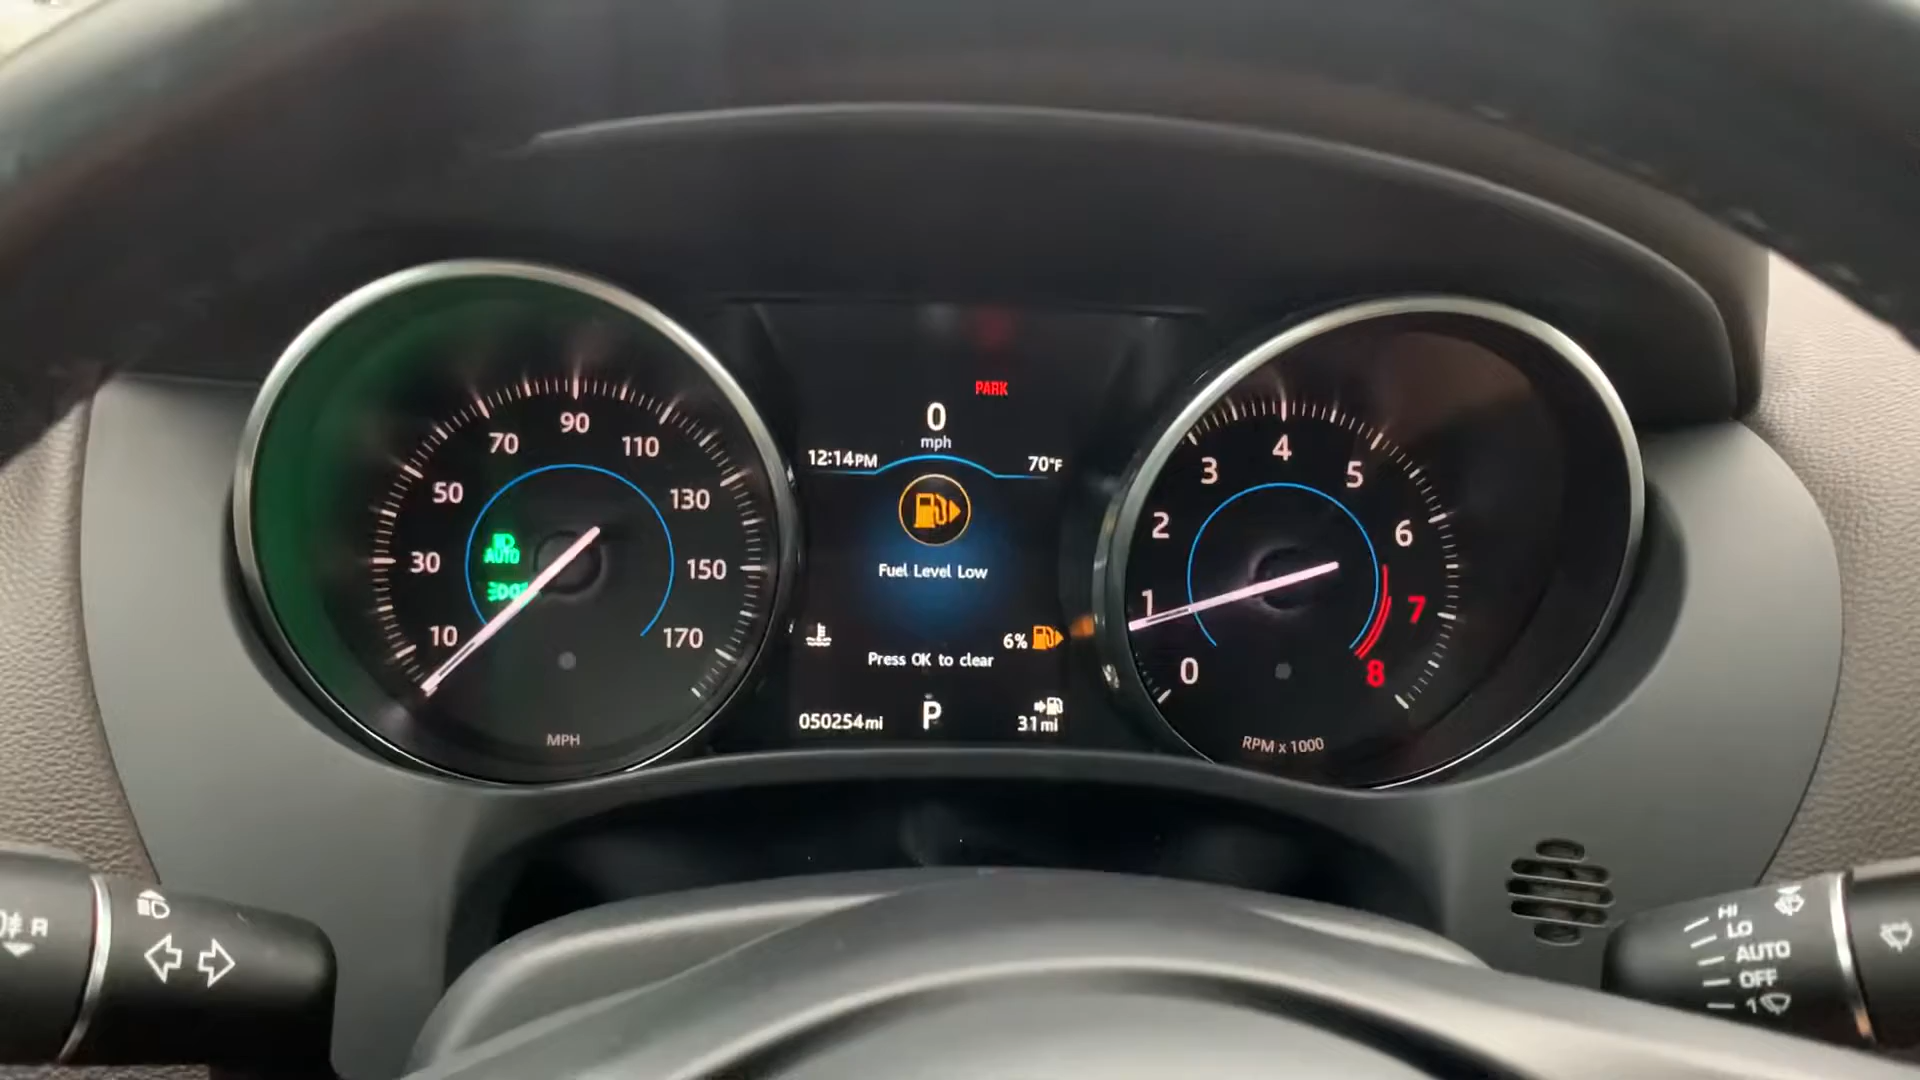 90
70
110
50
130
30
150
10
170
MPH
AUTO
PARK
0
mph
12:14PM
70°F
Fuel Level Low
6%
Press OK to clear
050254mi
P
31mi
4
3
5
2
6
1
7
0
8
RPM x 1000
R
HI
LO
AUTO
OFF
1